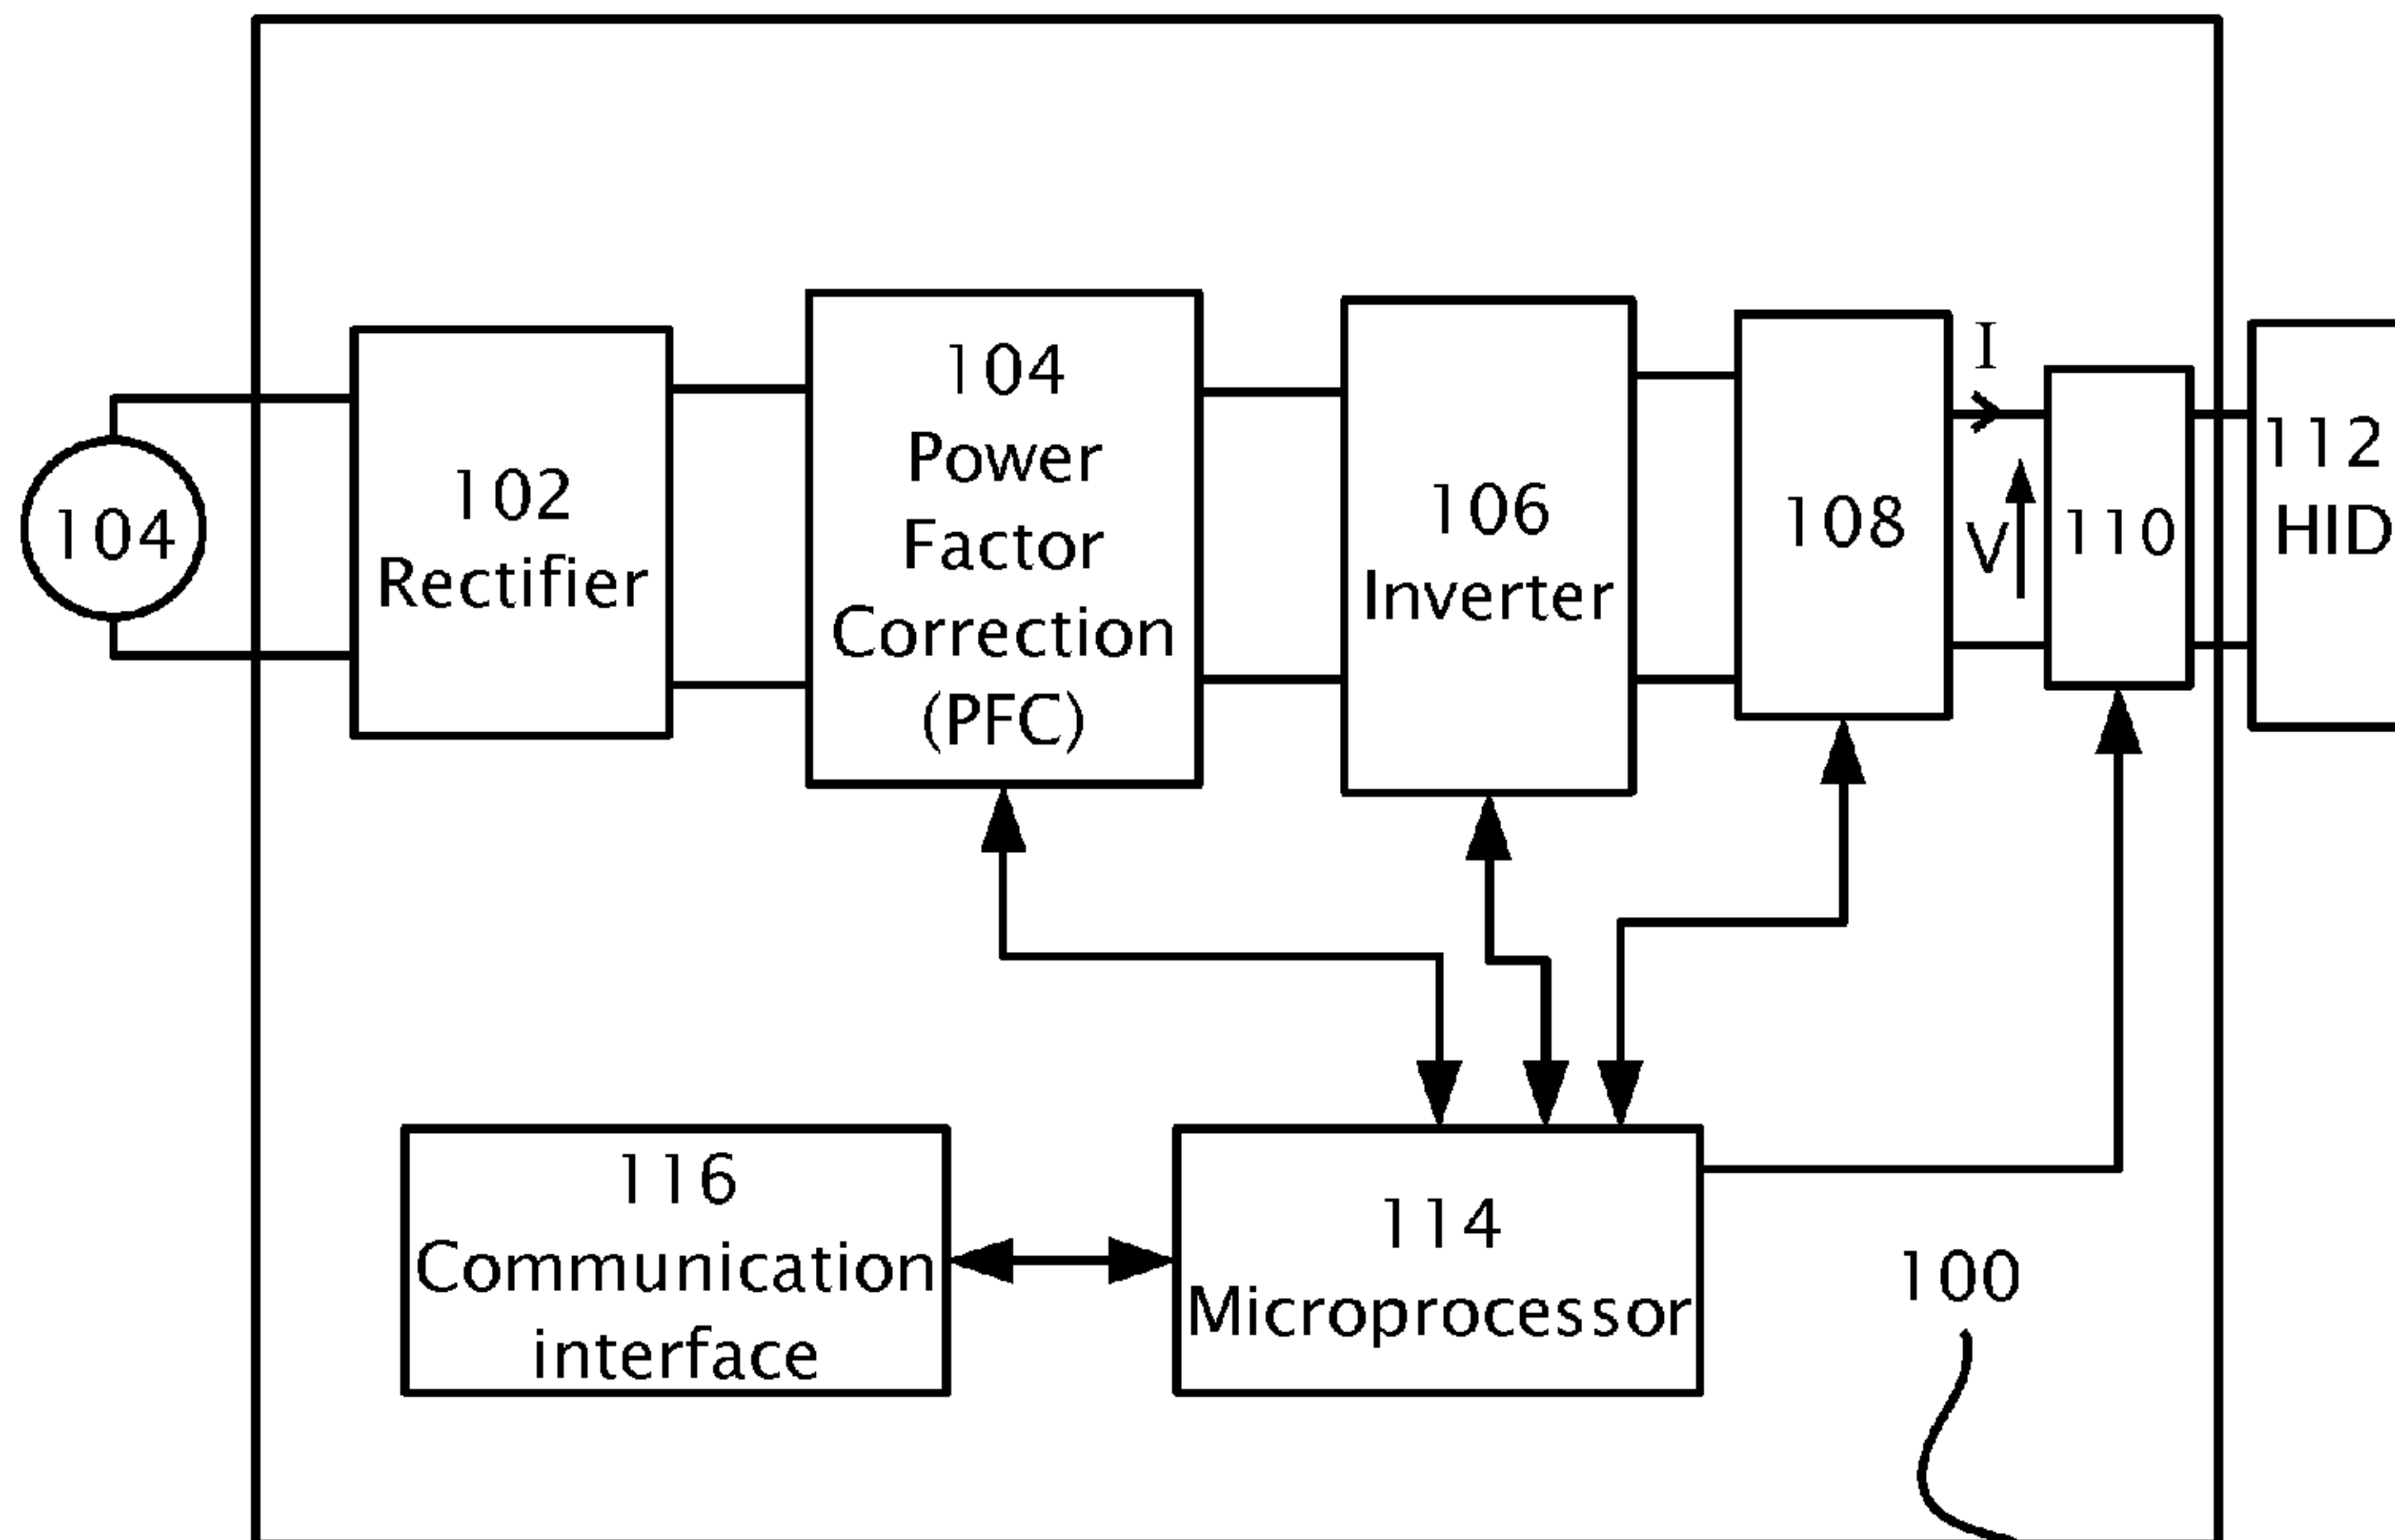 104
102
Rectifier
104
Power
Factor
Correction
(PFC)
106
Inverter
108
I
V
110
112
HID
116
Communication
interface
114
Microprocessor
100